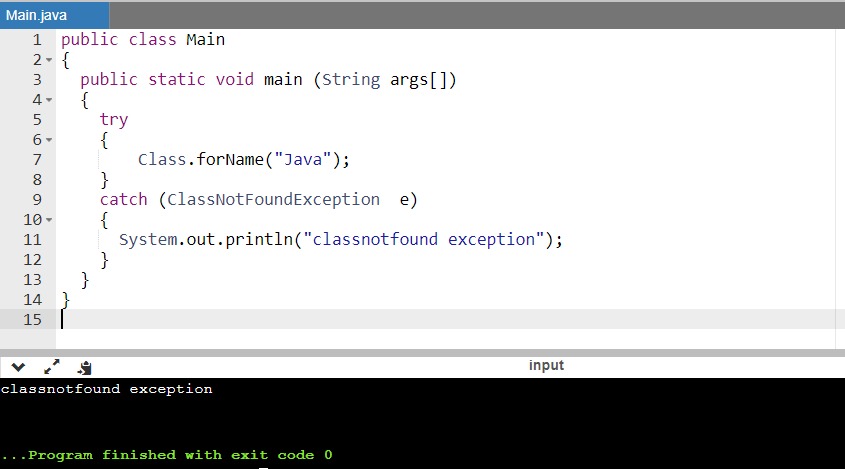 Main.java
1 public class Main
2 {
3 public static void main (String args[])
4 {
5 try
6 {
7 Class.forName("Java");
8 }
9 catch (ClassNotFoundException  e)
10 {
11 System.out.println("classnotfound exception");
12 }
13 }
14 }
15
input
classnotfound exception
...Program finished with exit code 0